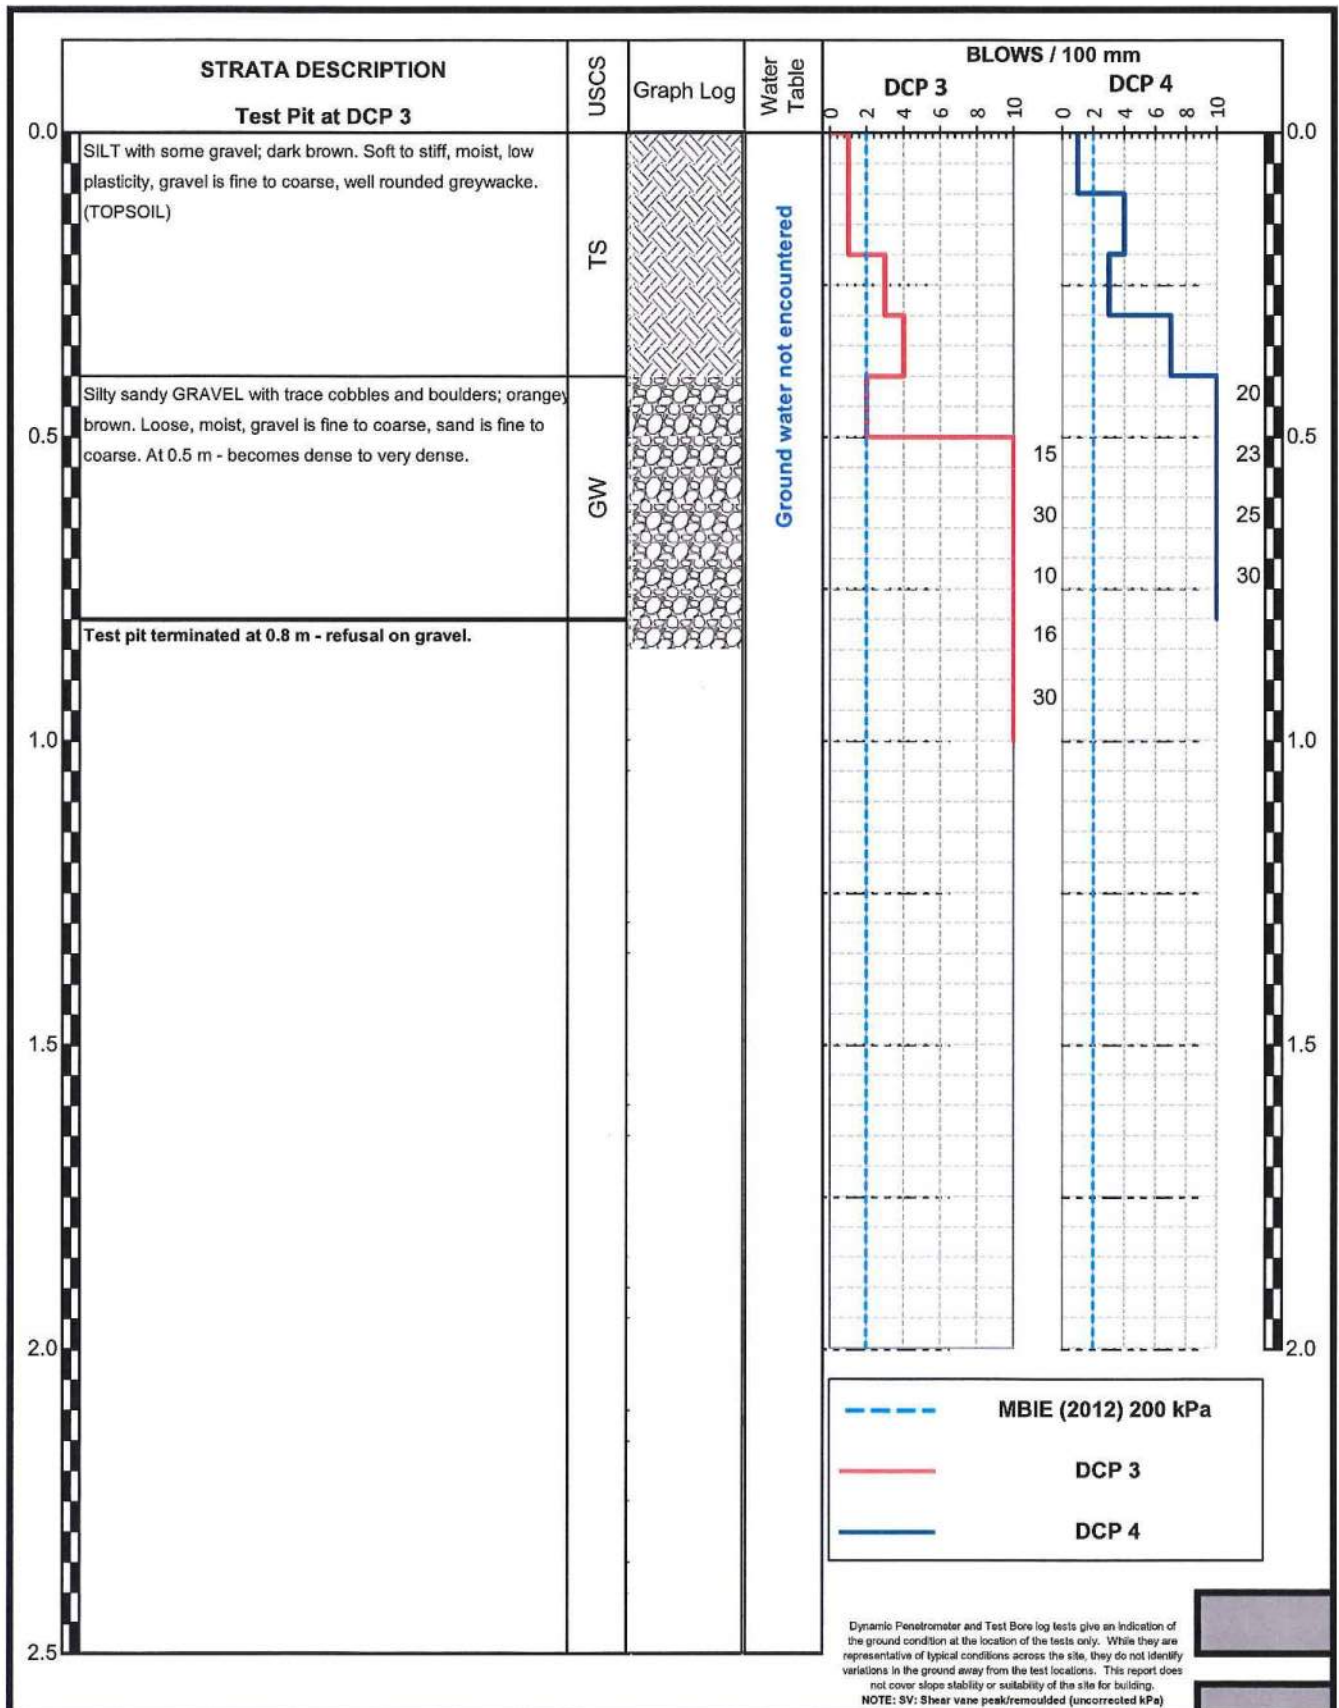 STRATA DESCRIPTION
Test Pit at DCP 3
USCS
Graph Log
Water
Table
BLOWS / 100 mm
DCP 3
DCP 4
0 2 4 6 8 10
0 2 4 6 8 10
0.0
0.0
SILT with some gravel; dark brown. Soft to stiff, moist, low
plasticity, gravel is fine to coarse, well rounded greywacke.
(TOPSOIL)
TS
Ground water not encountered
Silty sandy GRAVEL with trace cobbles and boulders; orangey
brown. Loose, moist, gravel is fine to coarse, sand is fine to
coarse. At 0.5 m - becomes dense to very dense.
GW
20
0.5
15
23
0.5
30
25
10
30
Test pit terminated at 0.8 m - refusal on gravel.
16
30
1.0
1.0
1.5
1.5
2.0
2.0
2.5
MBIE (2012) 200 kPa
DCP 3
DCP 4
Dynamic Penetrometer and Test Bore log tests give an indication of
the ground condition at the location of the tests only. While they are
representative of typical conditions across the site, they do not identify
variations in the ground away from the test locations. This report does
not cover slope stability or suitability of the site for building.
NOTE: SV: Shear vane peak/remoulded (uncorrected kPa)